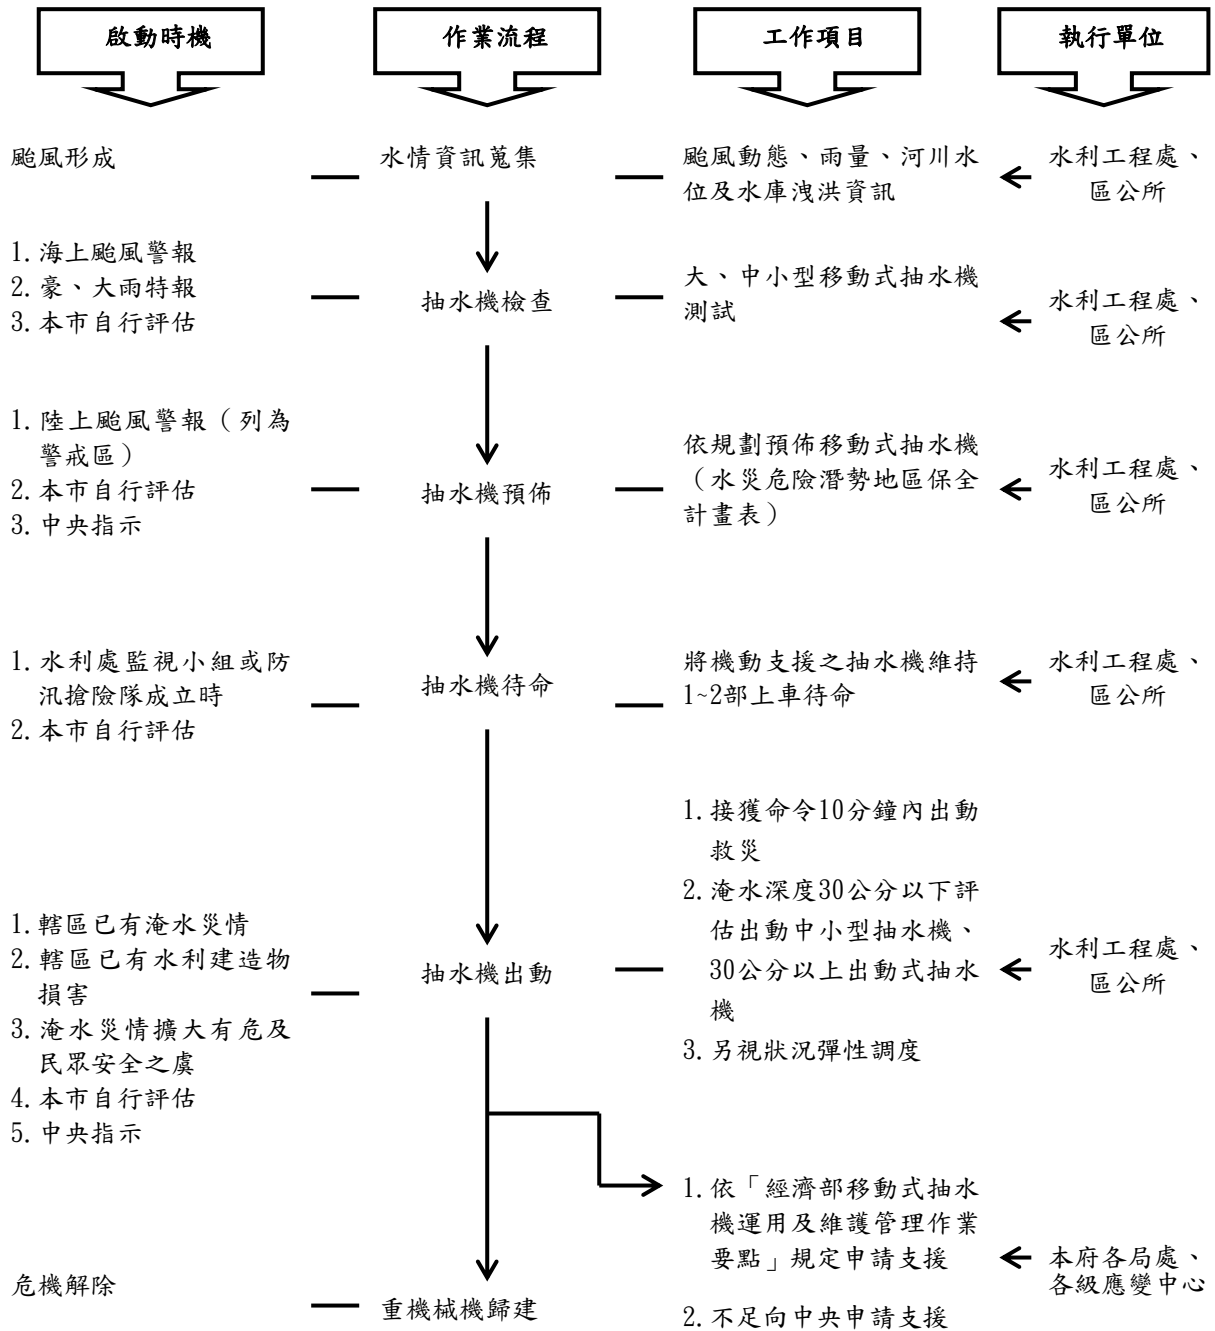 啟動時機
作業流程
工作項目
執行單位
颱風形成
水情資訊蒐集
颱風動態、雨量、河川水
位及水庫洩洪資訊
水利工程處、
區公所
1.海上颱風警報
2.豪、大雨特報
3.本市自行評估
抽水機檢查
大、中小型移動式抽水機
測試
水利工程處、
區公所
1.陸上颱風警報（列為
警戒區）
2.本市自行評估
3.中央指示
抽水機預佈
依規劃預佈移動式抽水機
（水災危險潛勢地區保全
計畫表）
水利工程處、
區公所
1.水利處監視小組或防
汛搶險隊成立時
2.本市自行評估
抽水機待命
將機動支援之抽水機維持
1~2部上車待命
水利工程處、
區公所
1.轄區已有淹水災情
2.轄區已有水利建造物
損害
3.淹水災情擴大有危及
民眾安全之虞
4.本市自行評估
5.中央指示
抽水機出動
1.接獲命令10分鐘內出動
救災
2.淹水深度30公分以下評
估出動中小型抽水機、
30公分以上出動式抽水
機
3.另視狀況彈性調度
水利工程處、
區公所
1.依「經濟部移動式抽水
機運用及維護管理作業
要點」規定申請支援
2.不足向中央申請支援
本府各局處、
各級應變中心
危機解除
重機械機歸建